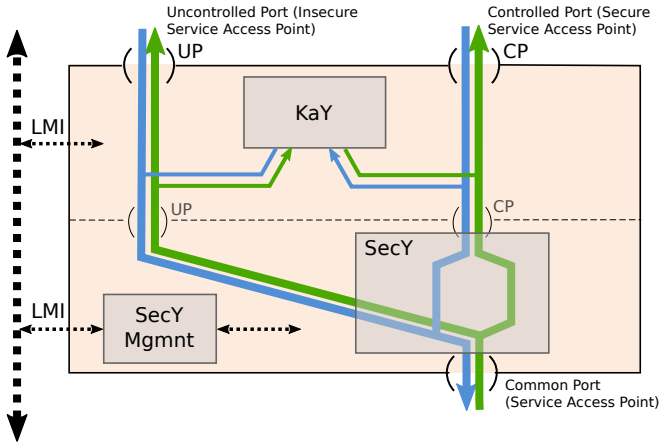 Uncontrolled Port (Insecure
Service Access Point)
UP
Controlled Port (Secure
Service Access Point)
CP
KaY
LMI
UP
CP
SecY
LMI
SecY
Mgmnt
Common Port
(Service Access Point)